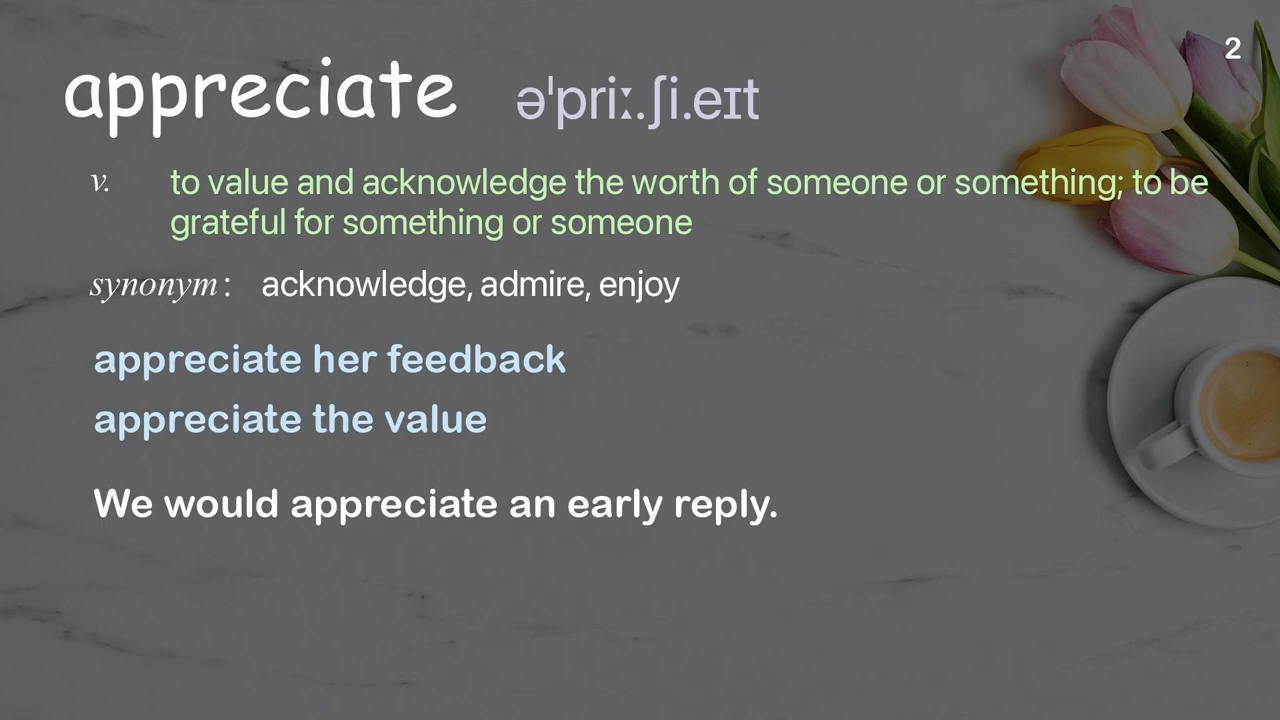 2
appreciate ə'priː.ʃi.eɪt
v. to value and acknowledge the worth of someone or something; to be
grateful for something or someone
synonym: acknowledge, admire, enjoy
appreciate her feedback
appreciate the value
We would appreciate an early reply.